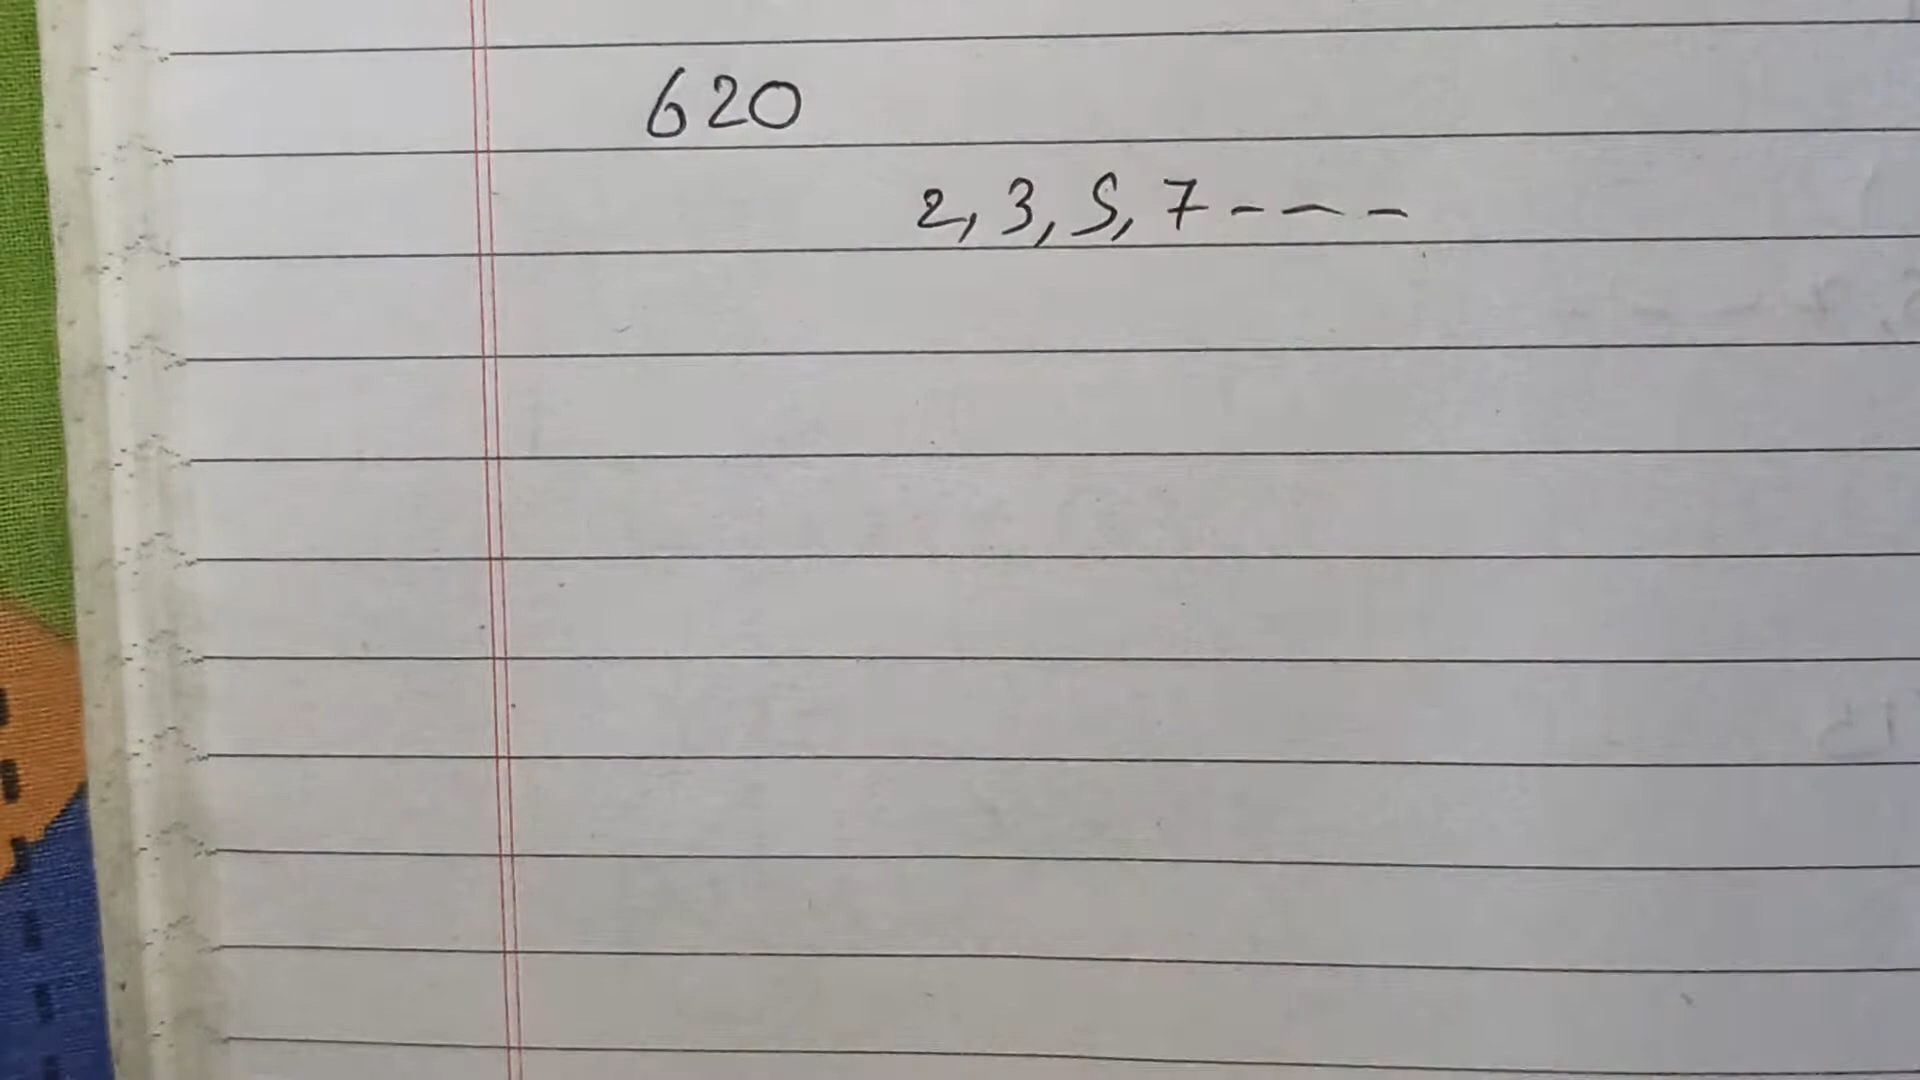 620
2, 3, 5, 7 - - -